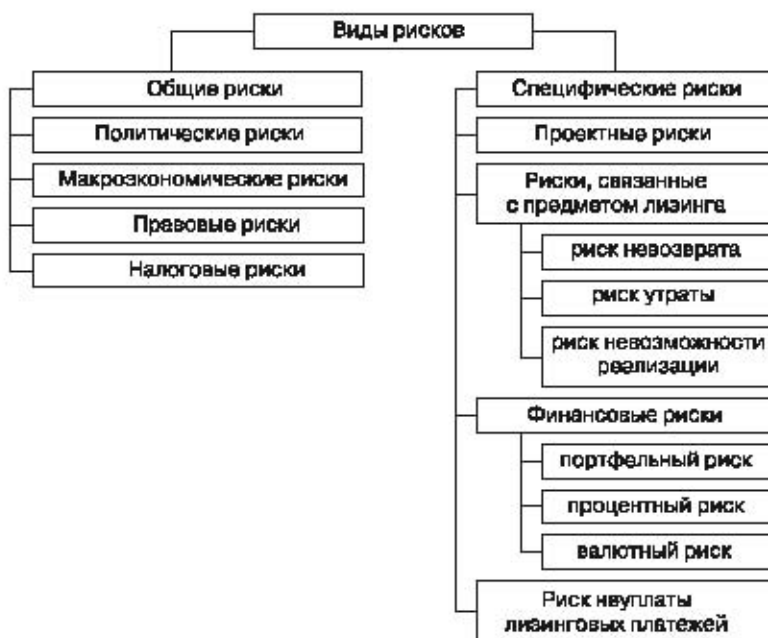 Виды рисков
Общие риски
Политические риски
Макроэкономические риски
Правовые риски
Налоговые риски
Специфические риски
Проектные риски
Риски, связанные
с предметом лизинга
риск невозврата
риск утраты
риск невозможности
реализации
Финансовые риски
портфельный риск
процентный риск
валютный риск
Риск неуплаты
лизинговых платежей